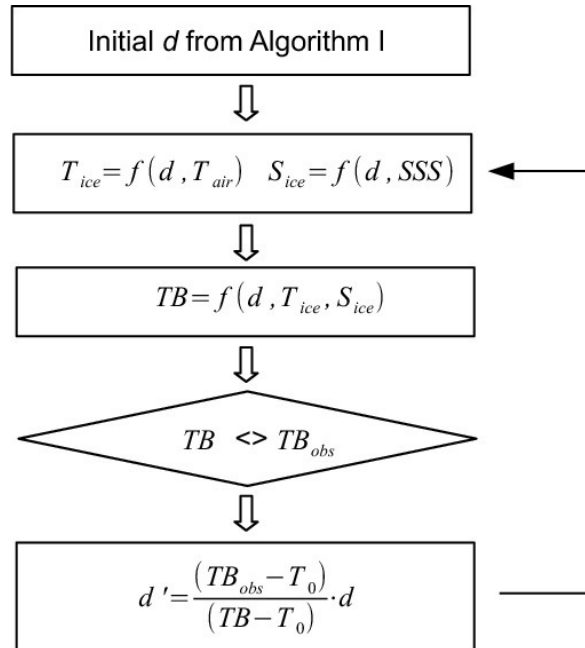 Initial d from Algorithm I
T_ice=f(d,T_air) S_ice=f(d,SSS)
TB=f(d,T_ice,S_ice)
TB <> TB_obs
d'=(TB_obs−T_0)/(TB−T_0)·d